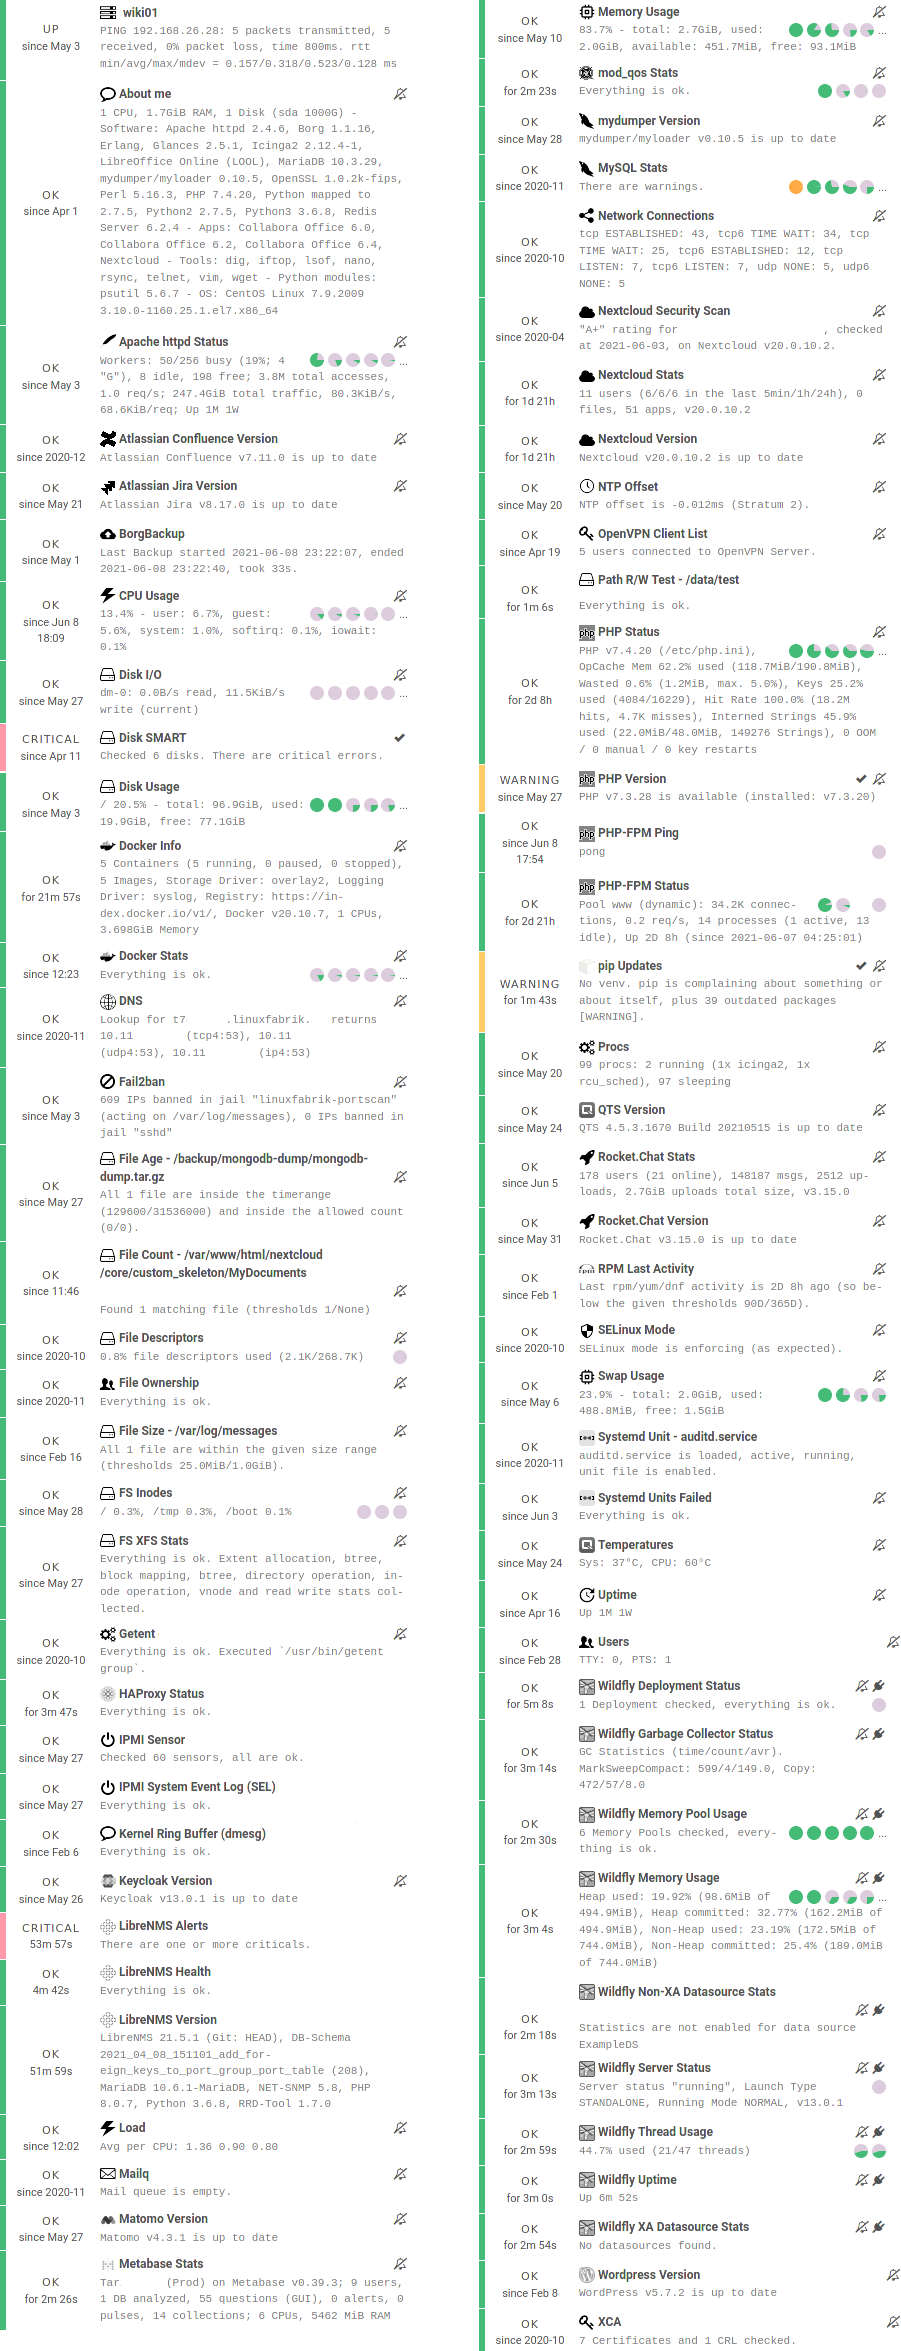 UP
since May 3
wiki01
PING 192.168.26.28: 5 packets transmitted, 5
received, 0% packet loss, time 800ms. rtt
min/avg/max/mdev = 0.157/0.318/0.523/0.128 ms
OK
since Apr 1
About me
1 CPU, 1.7GiB RAM, 1 Disk (sda 1000G) -
Software: Apache httpd 2.4.6, Borg 1.1.16,
Erlang, Glances 2.5.1, Icinga2 2.12.4-1,
LibreOffice Online (LOOL), MariaDB 10.3.29,
mydumper/myloader 0.10.5, OpenSSL 1.0.2k-fips,
Perl 5.16.3, PHP 7.4.20, Python mapped to
2.7.5, Python2 2.7.5, Python3 3.6.8, Redis
Server 6.2.4 - Apps: Collabora Office 6.0,
Collabora Office 6.2, Collabora Office 6.4,
Nextcloud - Tools: dig, iftop, lsof, nano,
rsync, telnet, vim, wget - Python modules:
psutil 5.6.7 - OS: CentOS Linux 7.9.2009
3.10.0-1160.25.1.el7.x86_64
OK
since May 3
Apache httpd Status
Workers: 50/256 busy (19%; 4 ...
"G"), 8 idle, 198 free; 3.8M total accesses,
1.0 req/s; 247.4GiB total traffic, 80.3KiB/s,
68.6KiB/req; Up 1M 1W
OK
since 2020-12
Atlassian Confluence Version
Atlassian Confluence v7.11.0 is up to date
OK
since May 21
Atlassian Jira Version
Atlassian Jira v8.17.0 is up to date
OK
since May 1
BorgBackup
Last Backup started 2021-06-08 23:22:07, ended
2021-06-08 23:22:40, took 33s.
OK
since Jun 8
18:09
CPU Usage
13.4% - user: 6.7%, guest: ...
5.6%, system: 1.0%, softirq: 0.1%, iowait:
0.1%
OK
since May 27
Disk I/O
dm-0: 0.0B/s read, 11.5KiB/s ...
write (current)
CRITICAL
since Apr 11
Disk SMART
Checked 6 disks. There are critical errors.
OK
since May 3
Disk Usage
/ 20.5% - total: 96.9GiB, used: ...
19.9GiB, free: 77.1GiB
OK
for 21m 57s
Docker Info
5 Containers (5 running, 0 paused, 0 stopped),
5 Images, Storage Driver: overlay2, Logging
Driver: syslog, Registry: https://in-
dex.docker.io/v1/, Docker v20.10.7, 1 CPUs,
3.698GiB Memory
OK
since 12:23
Docker Stats
Everything is ok. ...
OK
since 2020-11
DNS
Lookup for t7 .linuxfabrik. returns
10.11 (tcp4:53), 10.11
(udp4:53), 10.11 (ip4:53)
OK
since May 3
Fail2ban
609 IPs banned in jail "linuxfabrik-portscan"
(acting on /var/log/messages), 0 IPs banned in
jail "sshd"
OK
since May 27
File Age - /backup/mongodb-dump/mongodb-
dump.tar.gz
All 1 file are inside the timerange
(129600/31536000) and inside the allowed count
(0/0).
OK
since 11:46
File Count - /var/www/html/nextcloud
/core/custom_skeleton/MyDocuments
Found 1 matching file (thresholds 1/None)
OK
since 2020-10
File Descriptors
0.8% file descriptors used (2.1K/268.7K)
OK
since 2020-11
File Ownership
Everything is ok.
OK
since Feb 16
File Size - /var/log/messages
All 1 file are within the given size range
(thresholds 25.0MiB/1.0GiB).
OK
since May 28
FS Inodes
/ 0.3%, /tmp 0.3%, /boot 0.1%
OK
since May 27
FS XFS Stats
Everything is ok. Extent allocation, btree,
block mapping, btree, directory operation, in-
ode operation, vnode and read write stats col-
lected.
OK
since 2020-10
Getent
Everything is ok. Executed `/usr/bin/getent
group`.
OK
for 3m 47s
HAProxy Status
Everything is ok.
OK
since May 27
IPMI Sensor
Checked 60 sensors, all are ok.
OK
since May 27
IPMI System Event Log (SEL)
Everything is ok.
OK
since Feb 6
Kernel Ring Buffer (dmesg)
Everything is ok.
OK
since May 26
Keycloak Version
Keycloak v13.0.1 is up to date
CRITICAL
53m 57s
LibreNMS Alerts
There are one or more criticals.
OK
4m 42s
LibreNMS Health
Everything is ok.
OK
51m 59s
LibreNMS Version
LibreNMS 21.5.1 (Git: HEAD), DB-Schema
2021_04_08_151101_add_for-
eign_keys_to_port_group_port_table (208),
MariaDB 10.6.1-MariaDB, NET-SNMP 5.8, PHP
8.0.7, Python 3.6.8, RRD-Tool 1.7.0
OK
since 12:02
Load
Avg per CPU: 1.36 0.90 0.80
OK
since 2020-11
Mailq
Mail queue is empty.
OK
since May 27
Matomo Version
Matomo v4.3.1 is up to date
OK
for 2m 26s
Metabase Stats
Tar (Prod) on Metabase v0.39.3; 9 users,
1 DB analyzed, 55 questions (GUI), 0 alerts, 0
pulses, 14 collections; 6 CPUs, 5462 MiB RAM
OK
since May 10
Memory Usage
83.7% - total: 2.7GiB, used: ...
2.0GiB, available: 451.7MiB, free: 93.1MiB
OK
for 2m 23s
mod_qos Stats
Everything is ok.
OK
since May 28
mydumper Version
mydumper/myloader v0.10.5 is up to date
OK
since 2020-11
MySQL Stats
There are warnings. ...
OK
since 2020-10
Network Connections
tcp ESTABLISHED: 43, tcp6 TIME WAIT: 34, tcp
TIME WAIT: 25, tcp6 ESTABLISHED: 12, tcp
LISTEN: 7, tcp6 LISTEN: 7, udp NONE: 5, udp6
NONE: 5
OK
since 2020-04
Nextcloud Security Scan
"A+" rating for , checked
at 2021-06-03, on Nextcloud v20.0.10.2.
OK
for 1d 21h
Nextcloud Stats
11 users (6/6/6 in the last 5min/1h/24h), 0
files, 51 apps, v20.0.10.2
OK
for 1d 21h
Nextcloud Version
Nextcloud v20.0.10.2 is up to date
OK
since May 20
NTP Offset
NTP offset is -0.012ms (Stratum 2).
OK
since Apr 19
OpenVPN Client List
5 users connected to OpenVPN Server.
OK
for 1m 6s
Path R/W Test - /data/test
Everything is ok.
OK
for 2d 8h
PHP Status
PHP v7.4.20 (/etc/php.ini), ...
OpCache Mem 62.2% used (118.7MiB/190.8MiB),
Wasted 0.6% (1.2MiB, max. 5.0%), Keys 25.2%
used (4084/16229), Hit Rate 100.0% (18.2M
hits, 4.7K misses), Interned Strings 45.9%
used (22.0MiB/48.0MiB, 149276 Strings), 0 OOM
/ 0 manual / 0 key restarts
WARNING
since May 27
PHP Version
PHP v7.3.28 is available (installed: v7.3.20)
OK
since Jun 8
17:54
PHP-FPM Ping
pong
OK
for 2d 21h
PHP-FPM Status
Pool www (dynamic): 34.2K connec-
tions, 0.2 req/s, 14 processes (1 active, 13
idle), Up 2D 8h (since 2021-06-07 04:25:01)
WARNING
for 1m 43s
pip Updates
No venv. pip is complaining about something or
about itself, plus 39 outdated packages
[WARNING].
OK
since May 20
Procs
99 procs: 2 running (1x icinga2, 1x
rcu_sched), 97 sleeping
OK
since May 24
QTS Version
QTS 4.5.3.1670 Build 20210515 is up to date
OK
since Jun 5
Rocket.Chat Stats
178 users (21 online), 148187 msgs, 2512 up-
loads, 2.7GiB uploads total size, v3.15.0
OK
since May 31
Rocket.Chat Version
Rocket.Chat v3.15.0 is up to date
OK
since Feb 1
RPM Last Activity
Last rpm/yum/dnf activity is 2D 8h ago (so be-
low the given thresholds 90D/365D).
OK
since 2020-10
SELinux Mode
SELinux mode is enforcing (as expected).
OK
since May 6
Swap Usage
23.9% - total: 2.0GiB, used:
488.8MiB, free: 1.5GiB
OK
since 2020-11
Systemd Unit - auditd.service
auditd.service is loaded, active, running,
unit file is enabled.
OK
since Jun 3
Systemd Units Failed
Everything is ok.
OK
since May 24
Temperatures
Sys: 37°C, CPU: 60°C
OK
since Apr 16
Uptime
Up 1M 1W
OK
since Feb 28
Users
TTY: 0, PTS: 1
OK
for 5m 8s
Wildfly Deployment Status
1 Deployment checked, everything is ok.
OK
for 3m 14s
Wildfly Garbage Collector Status
GC Statistics (time/count/avr).
MarkSweepCompact: 599/4/149.0, Copy:
472/57/8.0
OK
for 2m 30s
Wildfly Memory Pool Usage
6 Memory Pools checked, every- ...
thing is ok.
OK
for 3m 4s
Wildfly Memory Usage
Heap used: 19.92% (98.6MiB of ...
494.9MiB), Heap committed: 32.77% (162.2MiB of
494.9MiB), Non-Heap used: 23.19% (172.5MiB of
744.0MiB), Non-Heap committed: 25.4% (189.0MiB
of 744.0MiB)
OK
for 2m 18s
Wildfly Non-XA Datasource Stats
Statistics are not enabled for data source
ExampleDS
OK
for 3m 13s
Wildfly Server Status
Server status "running", Launch Type
STANDALONE, Running Mode NORMAL, v13.0.1
OK
for 2m 59s
Wildfly Thread Usage
44.7% used (21/47 threads)
OK
for 3m 0s
Wildfly Uptime
Up 6m 52s
OK
for 2m 54s
Wildfly XA Datasource Stats
No datasources found.
OK
since Feb 8
Wordpress Version
WordPress v5.7.2 is up to date
OK
since 2020-10
XCA
7 Certificates and 1 CRL checked.